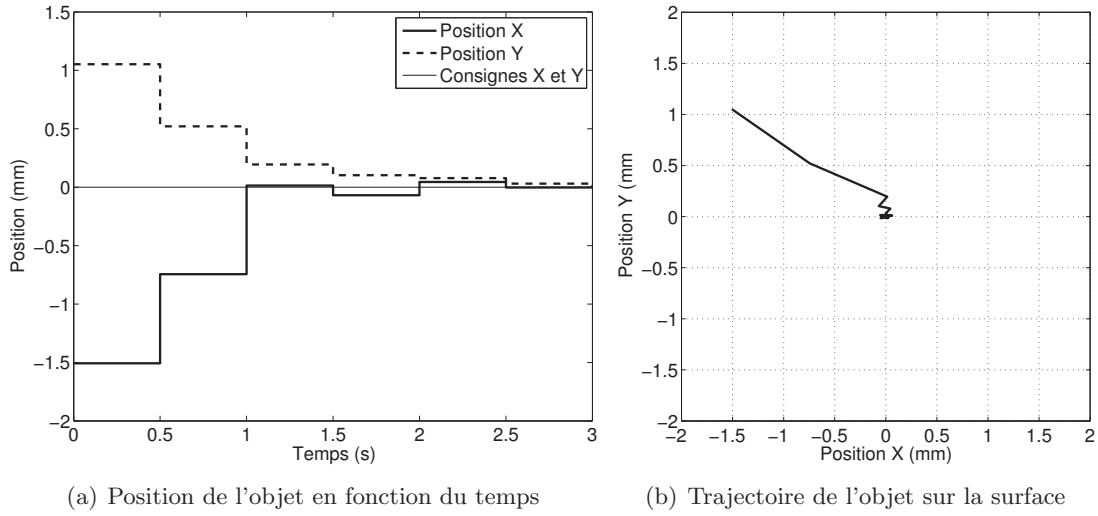 1.5
1
0.5
0
−0.5
−1
−1.5
−2
Position (mm)
0 0.5 1 1.5 2 2.5 3
Temps (s)
Position X
Position Y
Consignes X et Y
(a) Position de l'objet en fonction du temps
2
1.5
1
0.5
0
−0.5
−1
−1.5
−2
Position Y (mm
−2 −1.5 −1 −0.5 0 0.5 1 1.5 2
Position X (mm)
(b) Trajectoire de l'objet sur la surface